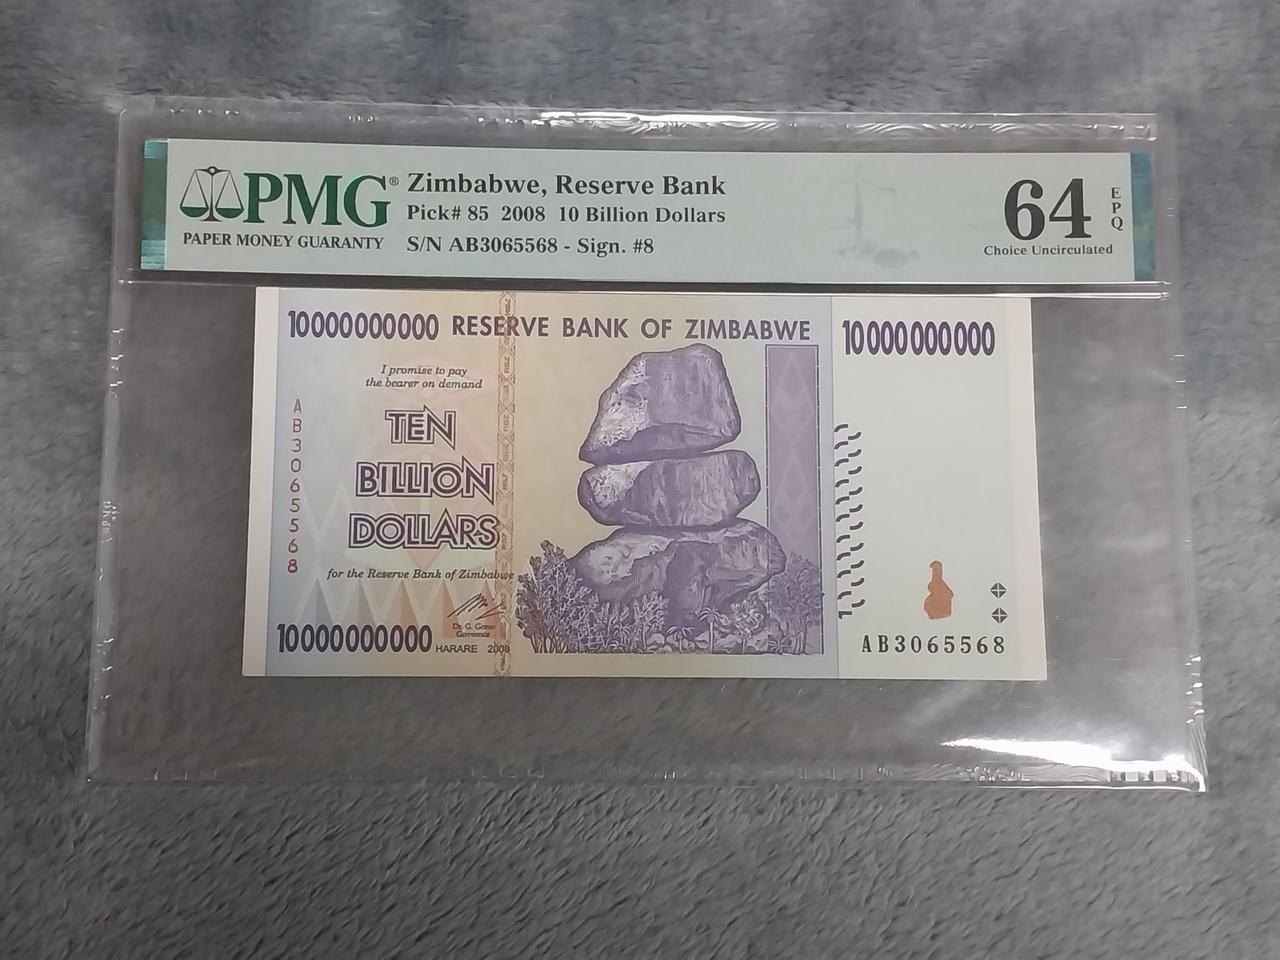 PMG®
PAPER MONEY GUARANTY
Zimbabwe, Reserve Bank
Pick# 85 2008 10 Billion Dollars
S/N AB3065568 - Sign. #8
64
EPQ
Choice Uncirculated
10000000000 RESERVE BANK OF ZIMBABWE 10000000000
I promise to pay
the bearer on demand
TEN
BILLION
DOLLARS
AB3065568
for the Reserve Bank of Zimbabwe
Dr. G. Gono
Governor
10000000000 HARARE 2008
AB3065568